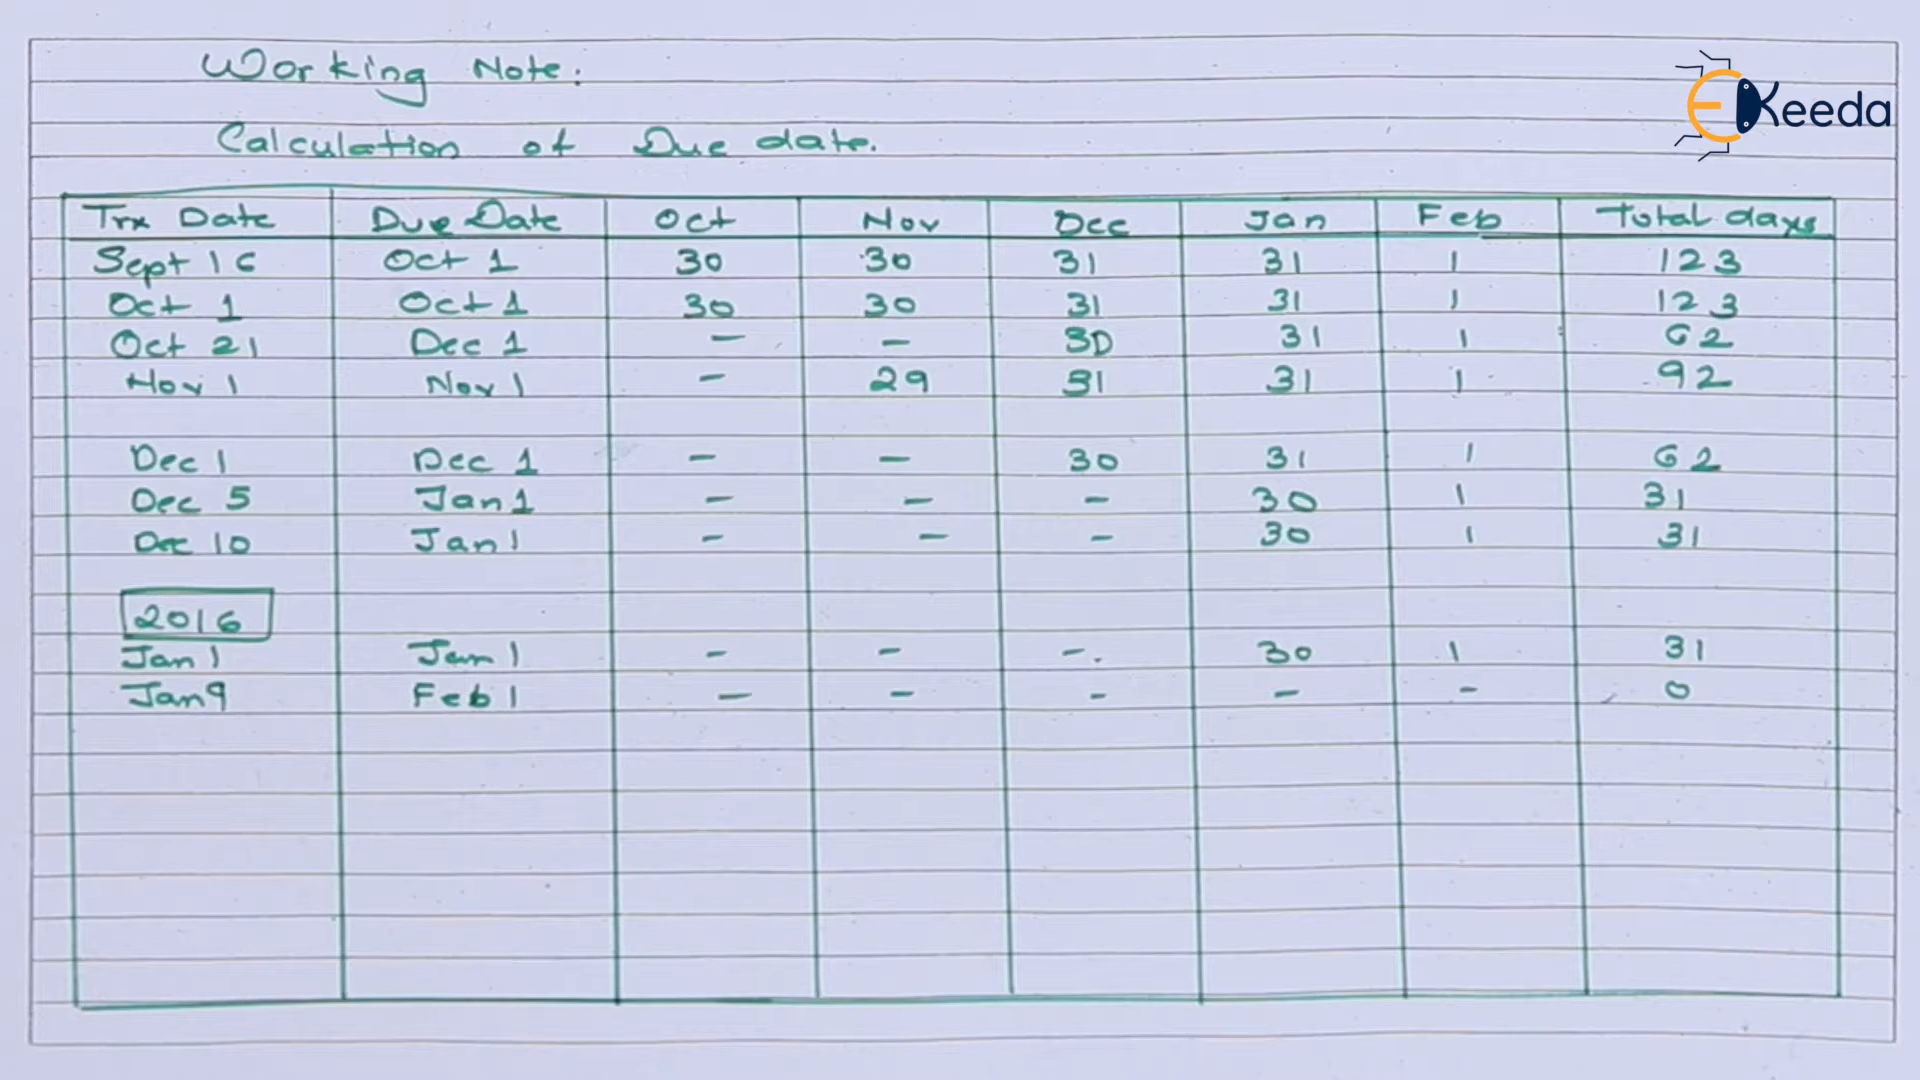 Working Note:
EKeeda
Calculation of Due date.
Trx Date Due Date Oct Nov Dec Jan Feb Total days
Sept 16 Oct 1 30 30 31 31 1 123
Oct 1 Oct 1 30 30 31 31 1 123
Oct 21 Dec 1 - - 30 31 1 62
Nov 1 Nov 1 - 29 31 31 1 92
Dec 1 Dec 1 - - 30 31 1 62
Dec 5 Jan 1 - - - 30 1 31
Dec 10 Jan 1 - - - 30 1 31
2016
Jan 1 Jan 1 - - - 30 1 31
Jan 9 Feb 1 - - - - - 0